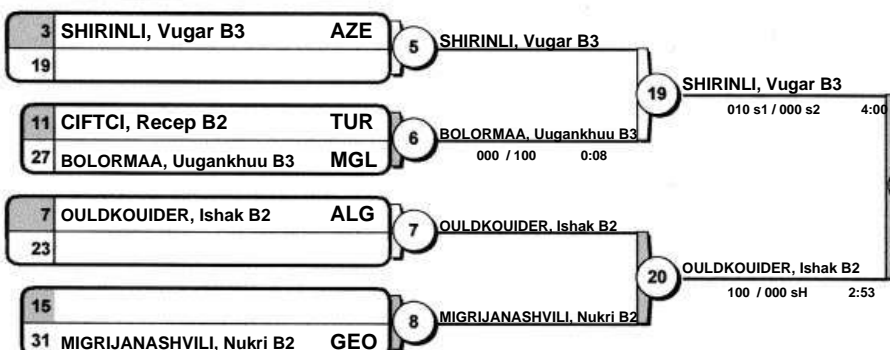 3 SHIRINLI, Vugar B3 AZE
19
5
SHIRINLI, Vugar B3
11 CIFTCI, Recep B2 TUR
27 BOLORMAA, Uugankhuu B3 MGL
6
BOLORMAA, Uugankhuu B3
000 / 100 0:08
19
SHIRINLI, Vugar B3
010 s1 / 000 s2 4:00
7 OULDKOUIDER, Ishak B2 ALG
23
7
OULDKOUIDER, Ishak B2
15
31 MIGRIJANASHVILI, Nukri B2 GEO
8
MIGRIJANASHVILI, Nukri B2
20
OULDKOUIDER, Ishak B2
100 / 000 sH 2:53